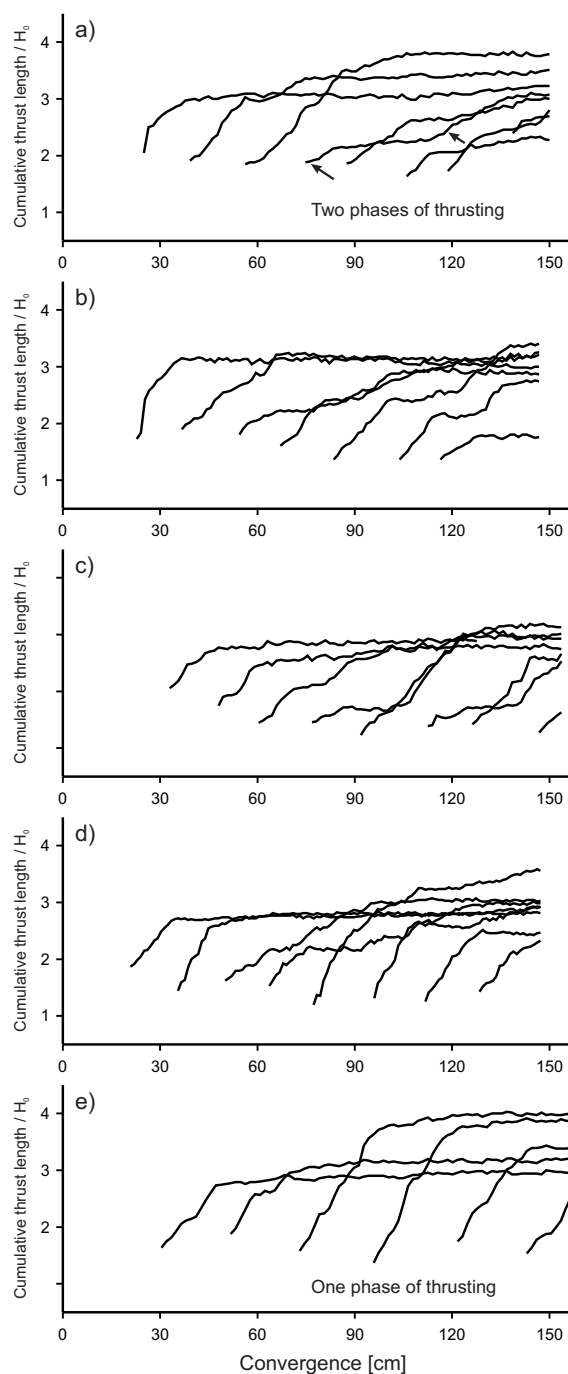 a)
Cumulative thrust length / H₀
4
3
2
1
Two phases of thrusting
0 30 60 90 120 150
b)
Cumulative thrust length / H₀
4
3
2
1
0 30 60 90 120 150
c)
Cumulative thrust length / H₀
0 30 60 90 120 150
d)
Cumulative thrust length / H₀
4
3
2
1
0 30 60 90 120 150
e)
Cumulative thrust length / H₀
4
3
2
One phase of thrusting
0 30 60 90 120 150
Convergence [cm]